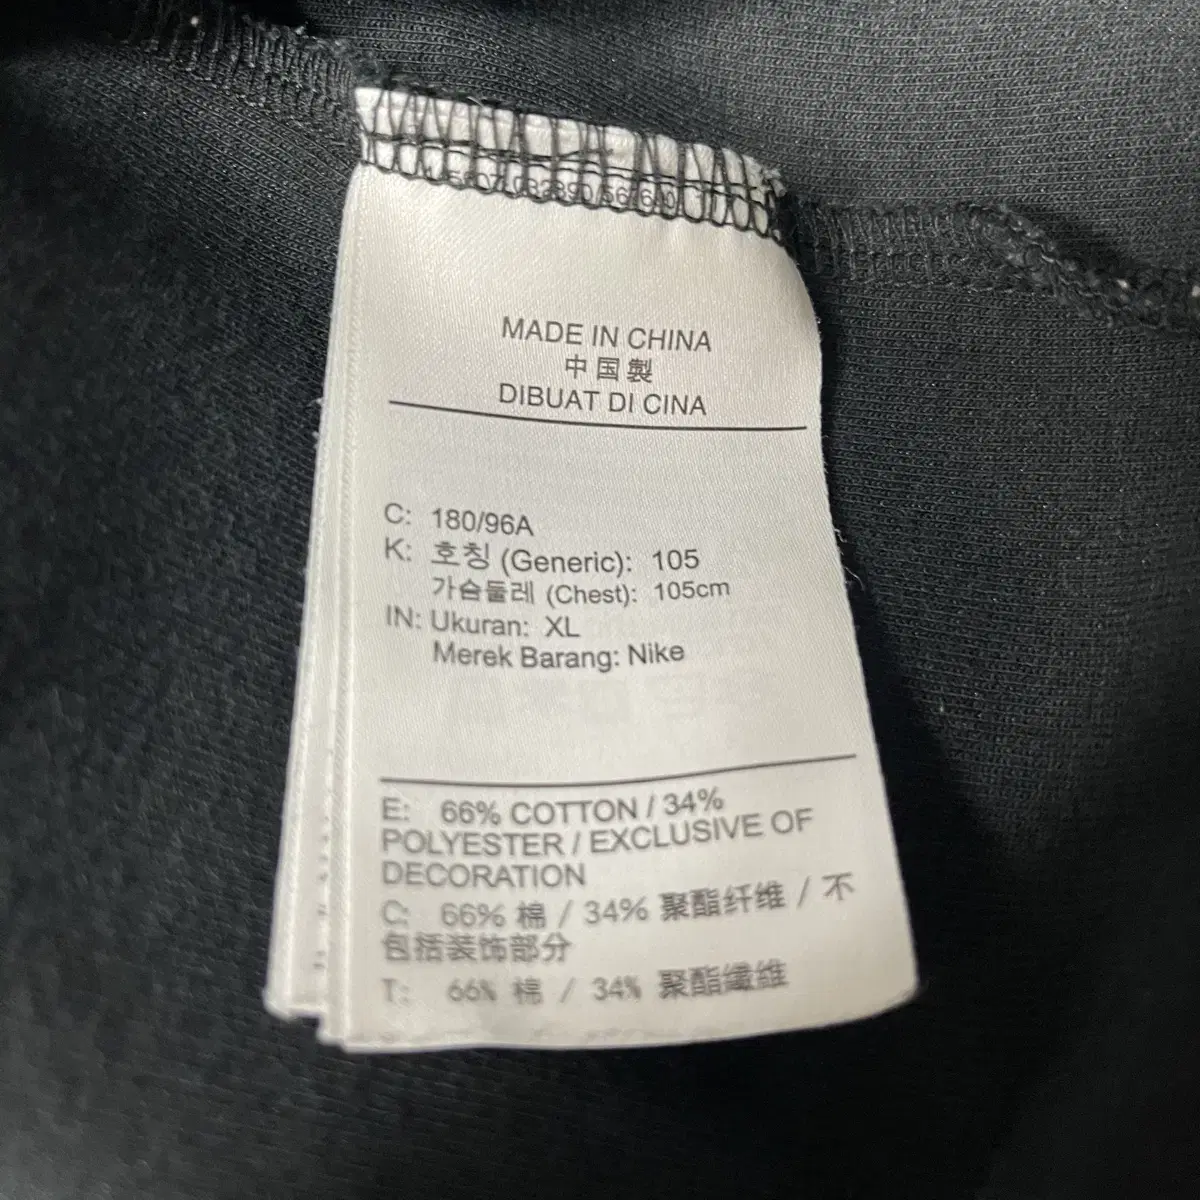 MADE IN CHINA
中国製
DIBUAT DI CINA
C: 180/96A
K: 호칭 (Generic): 105
가슴둘레 (Chest): 105cm
IN: Ukuran: XL
Merek Barang: Nike
E: 66% COTTON / 34%
POLYESTER / EXCLUSIVE OF
DECORATION
C: 66% 棉 / 34% 聚酯纤维 / 不
包括装饰部分
T: 66% 棉 / 34% 聚酯纖維